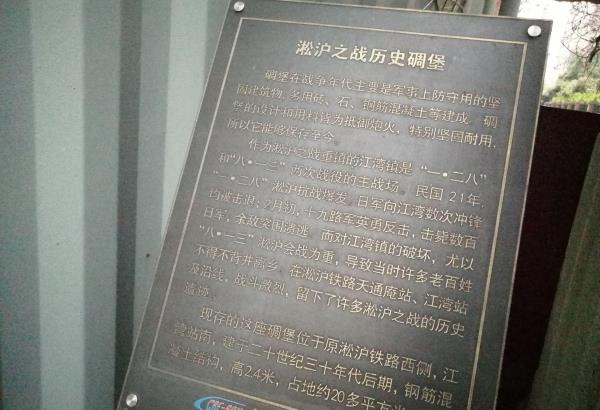 淞沪之战历史碉堡
碉堡在战争年代主要是军事上防守用的坚
固建筑物，多用砖、石、钢筋混凝土等建成。碉
堡的设计和用料皆为抵御炮火，特别坚固耐用，
所以它能够保存至今。
作为淞沪之战重镇的江湾镇是“一·二八”
和“八·一三”两次战役的主战场。民国21年，
“一·二八”淞沪抗战爆发。日军向江湾数次冲锋
均被击退；2月初，十九路军英勇反击，击毙数百
日军，余敌突围溃逃。而对江湾镇的破坏，尤以
“八·一三”淞沪会战为重，导致当时许多老百姓
不得不背井离乡。在淞沪铁路天通庵站、江湾站
及沿线，战斗激烈，留下了许多淞沪之战的历史
遗迹。
现存的这座碉堡位于原淞沪铁路西侧，江
湾站南，建于二十世纪三十年代后期，钢筋混
凝土结构，高2.4米，占地约20多平方米